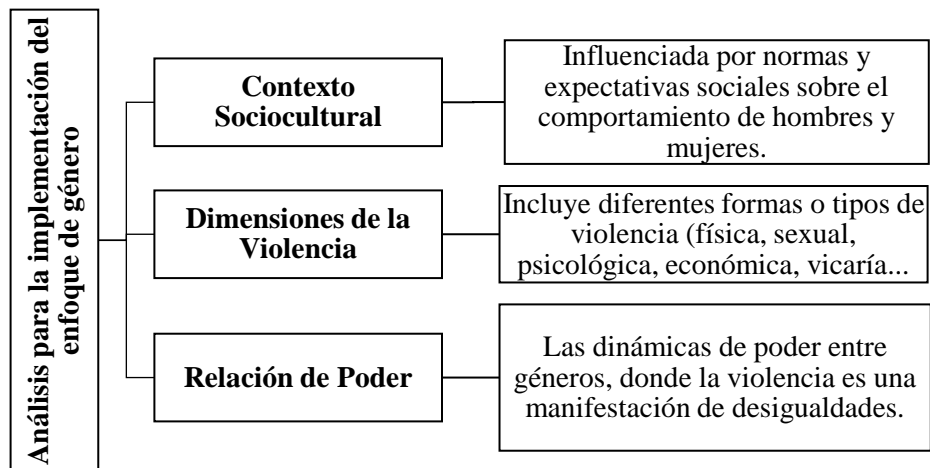 Análisis para la implementación del
enfoque de género
Contexto
Sociocultural
Influenciada por normas y
expectativas sociales sobre el
comportamiento de hombres y
mujeres.
Dimensiones de la
Violencia
Incluye diferentes formas o tipos de
violencia (física, sexual,
psicológica, económica, vicaría...
Relación de Poder
Las dinámicas de poder entre
géneros, donde la violencia es una
manifestación de desigualdades.